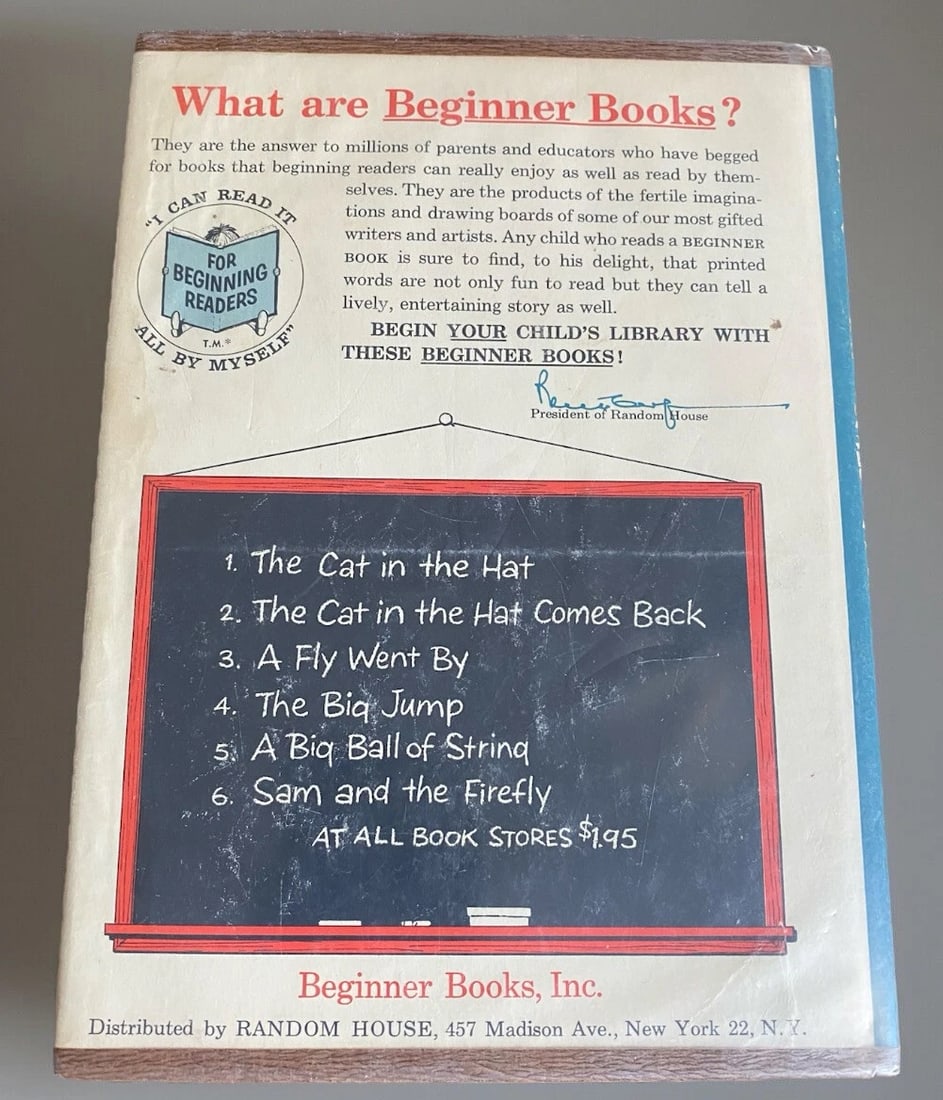 What are Beginner Books?
They are the answer to millions of parents and educators who have begged
for books that beginning readers can really enjoy as well as read by them-
selves. They are the products of the fertile imagina-
tions and drawing boards of some of our most gifted
writers and artists. Any child who reads a BEGINNER
BOOK is sure to find, to his delight, that printed
words are not only fun to read but they can tell a
lively, entertaining story as well.
"I CAN READ IT
FOR
BEGINNING
READERS
T.M.*
ALL BY MYSELF"
BEGIN YOUR CHILD'S LIBRARY WITH
THESE BEGINNER BOOKS!
President of Random House
1. The Cat in the Hat
2. The Cat in the Hat Comes Back
3. A Fly Went By
4. The Big Jump
5. A Big Ball of String
6. Sam and the Firefly
AT ALL BOOK STORES $1.95
Beginner Books, Inc.
Distributed by RANDOM HOUSE, 457 Madison Ave., New York 22, N.Y.